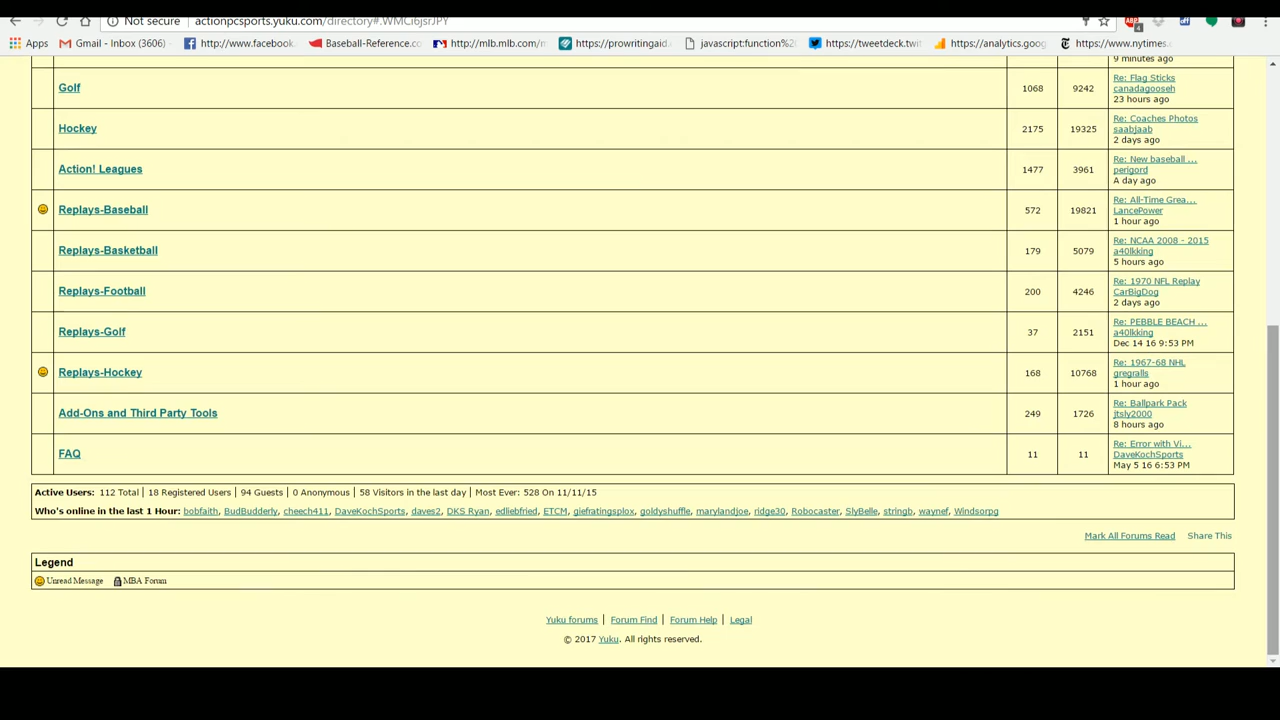 Not secure actionpcsports.yuku.com/directory#.WMCi6jsrJPY
4
Apps Gmail - Inbox (3606) http://www.facebook. Baseball-Reference.co http://mlb.mlb.com/m https://prowritingaid. javascript:function%2 https://tweetdeck.twi https://analytics.goog https://www.nytimes.
9 minutes ago
Golf 1068 9242 Re: Flag Sticks
canadagooseh
23 hours ago
Hockey 2175 19325 Re: Coaches Photos
saabjaab
2 days ago
Action! Leagues 1477 3961 Re: New baseball ...
perigord
A day ago
Replays-Baseball 572 19821 Re: All-Time Grea...
LancePower
1 hour ago
Replays-Basketball 179 5079 Re: NCAA 2008 - 2015
a40lkking
5 hours ago
Replays-Football 200 4246 Re: 1970 NFL Replay
CarBigDog
2 days ago
Replays-Golf 37 2151 Re: PEBBLE BEACH ...
a40lkking
Dec 14 16 9:53 PM
Replays-Hockey 168 10768 Re: 1967-68 NHL
gregralls
1 hour ago
Add-Ons and Third Party Tools 249 1726 Re: Ballpark Pack
jtsly2000
8 hours ago
FAQ 11 11 Re: Error with Vi...
DaveKochSports
May 5 16 6:53 PM
Active Users: 112 Total | 18 Registered Users | 94 Guests | 0 Anonymous | 58 Visitors in the last day | Most Ever: 528 On 11/11/15
Who's online in the last 1 Hour: bobfaith, BudBudderly, cheech411, DaveKochSports, daves2, DKS Ryan, edliebfried, ETCM, giefratingsplox, goldyshuffle, marylandjoe, ridge30, Robocaster, SlyBelle, stringb, waynef, Windsorpg
Mark All Forums Read Share This
Legend
Unread Message MBA Forum
Yuku forums | Forum Find | Forum Help | Legal
© 2017 Yuku. All rights reserved.